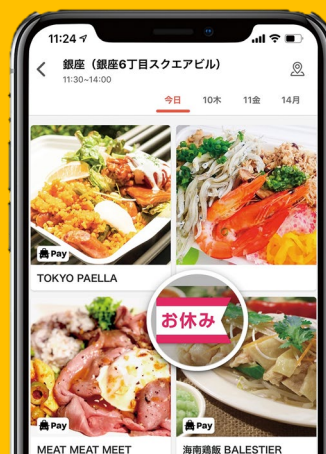 11:24
銀座（銀座6丁目スクエアビル）
11:30~14:00
今日 10木 11金 14月
Pay
TOKYO PAELLA
お休み
Pay
Pay
MEAT MEAT MEET
海南鶏飯 BALESTIER